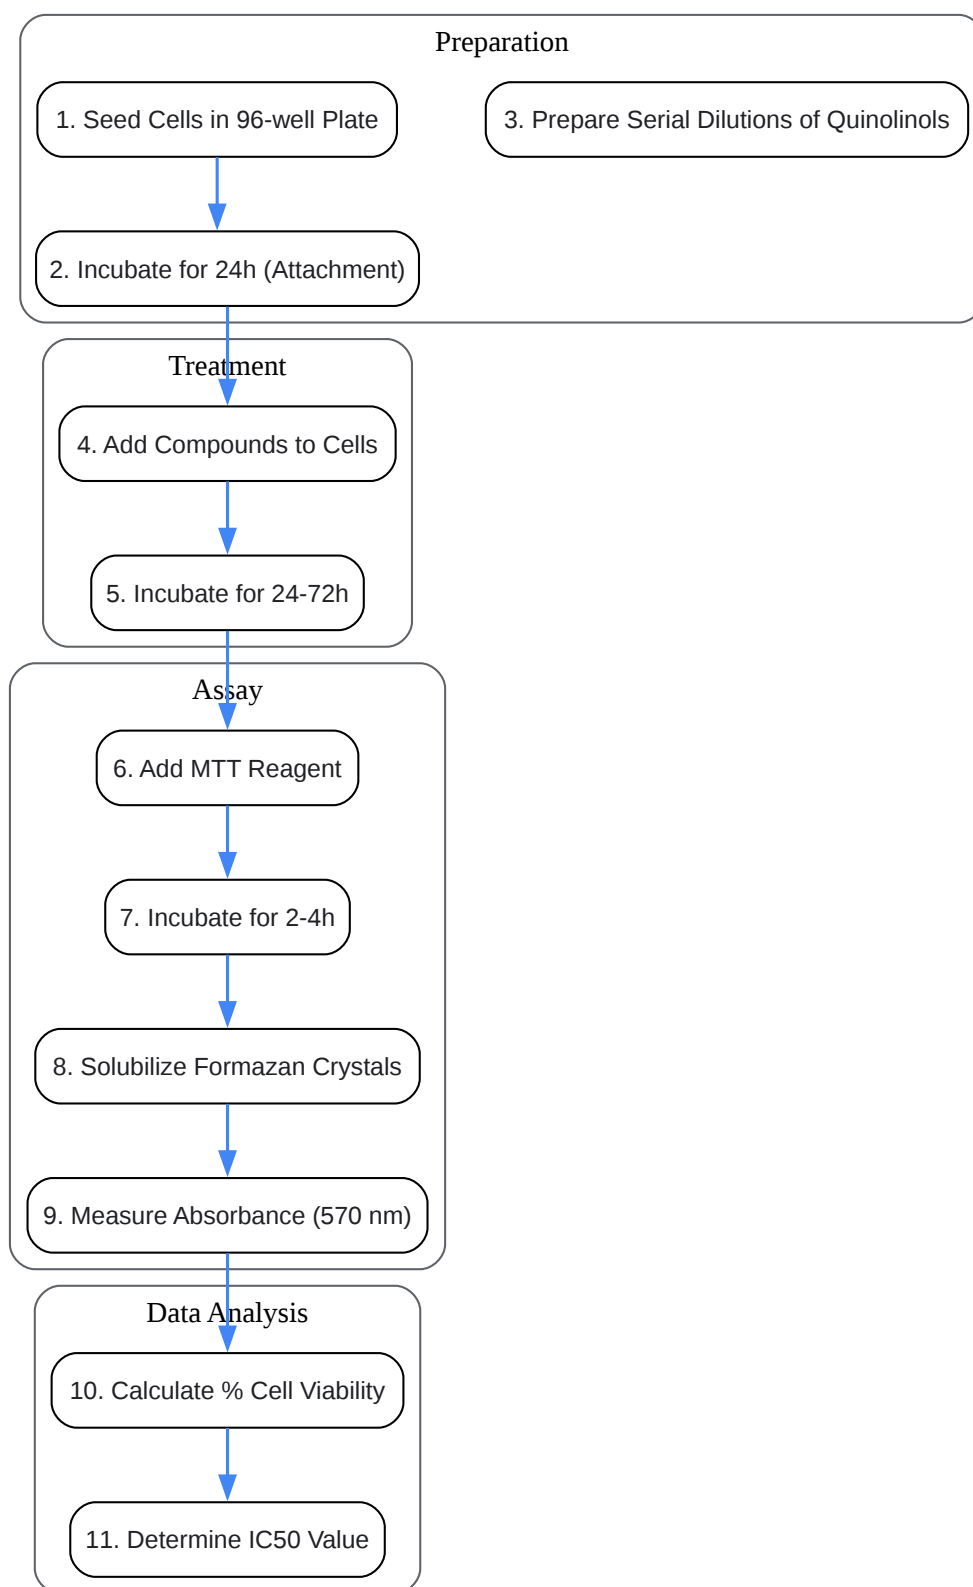 Preparation
1. Seed Cells in 96-well Plate
3. Prepare Serial Dilutions of Quinolinols
2. Incubate for 24h (Attachment)
Treatment
4. Add Compounds to Cells
5. Incubate for 24-72h
Assay
6. Add MTT Reagent
7. Incubate for 2-4h
8. Solubilize Formazan Crystals
9. Measure Absorbance (570 nm)
Data Analysis
10. Calculate % Cell Viability
11. Determine IC50 Value